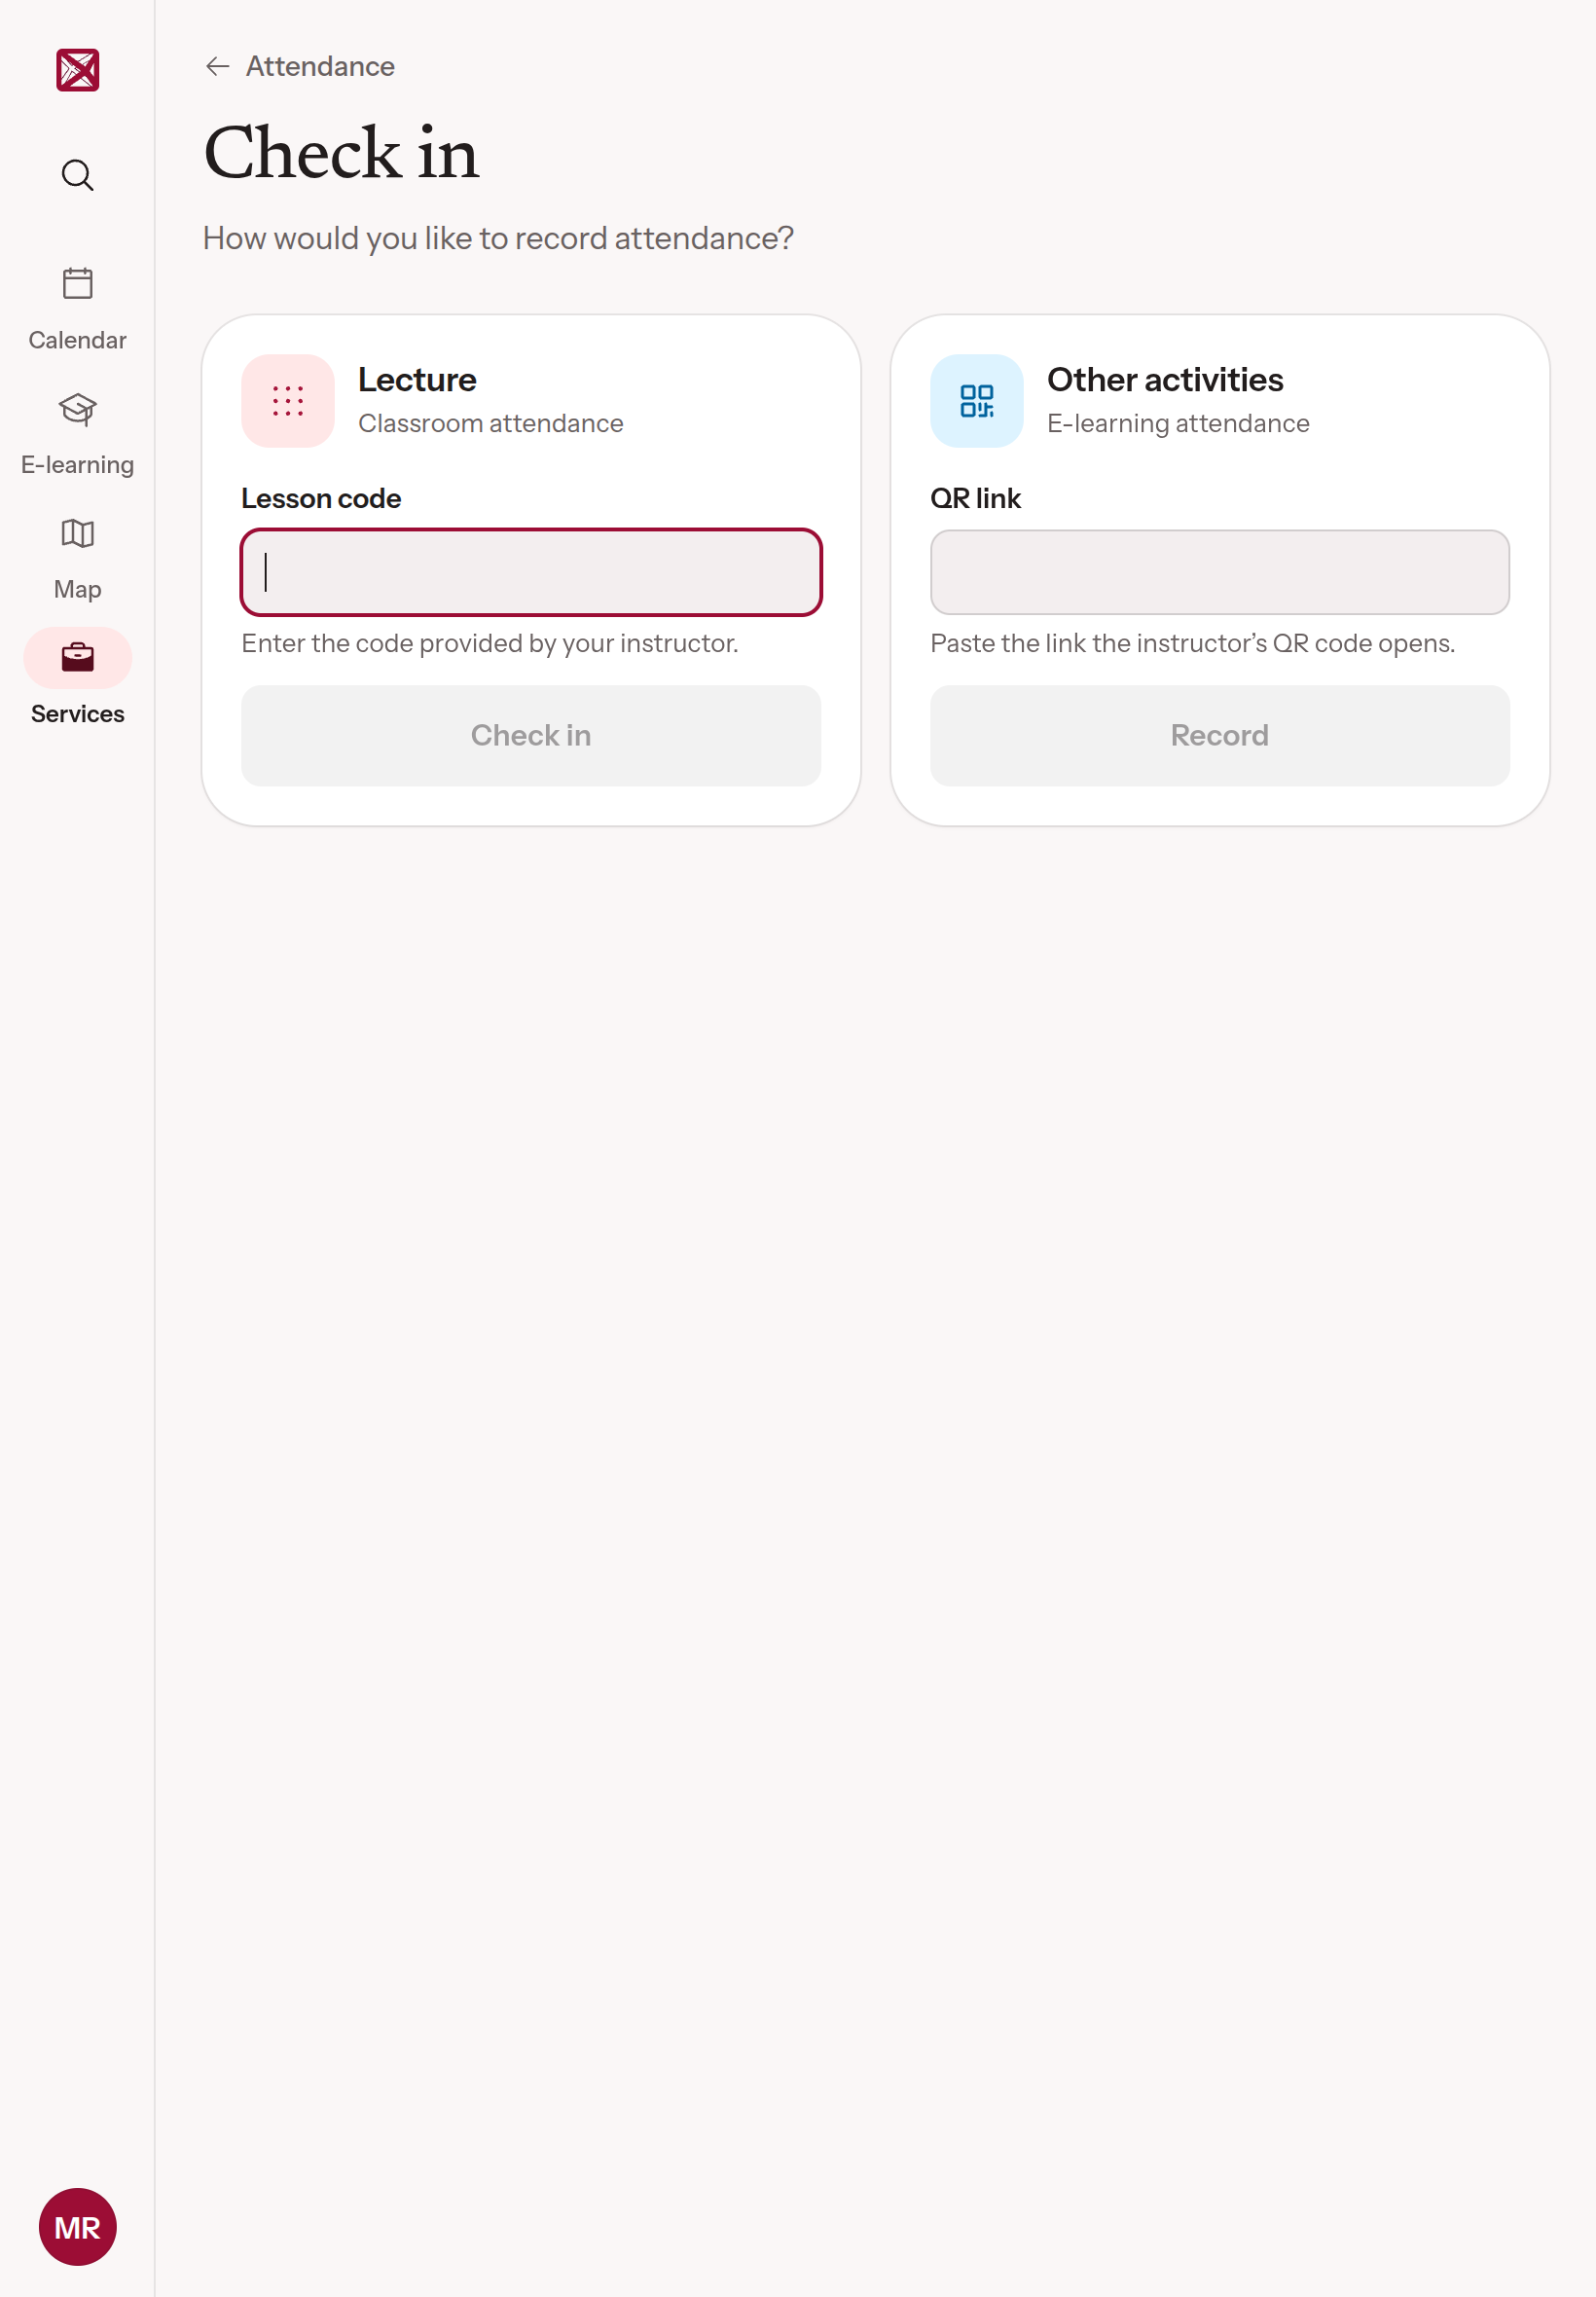 Attendance
Check in
How would you like to record attendance?
Calendar
E-learning
Map
Services
Lecture
Classroom attendance
Lesson code
Enter the code provided by your instructor.
Check in
Other activities
E-learning attendance
QR link
Paste the link the instructor’s QR code opens.
Record
MR